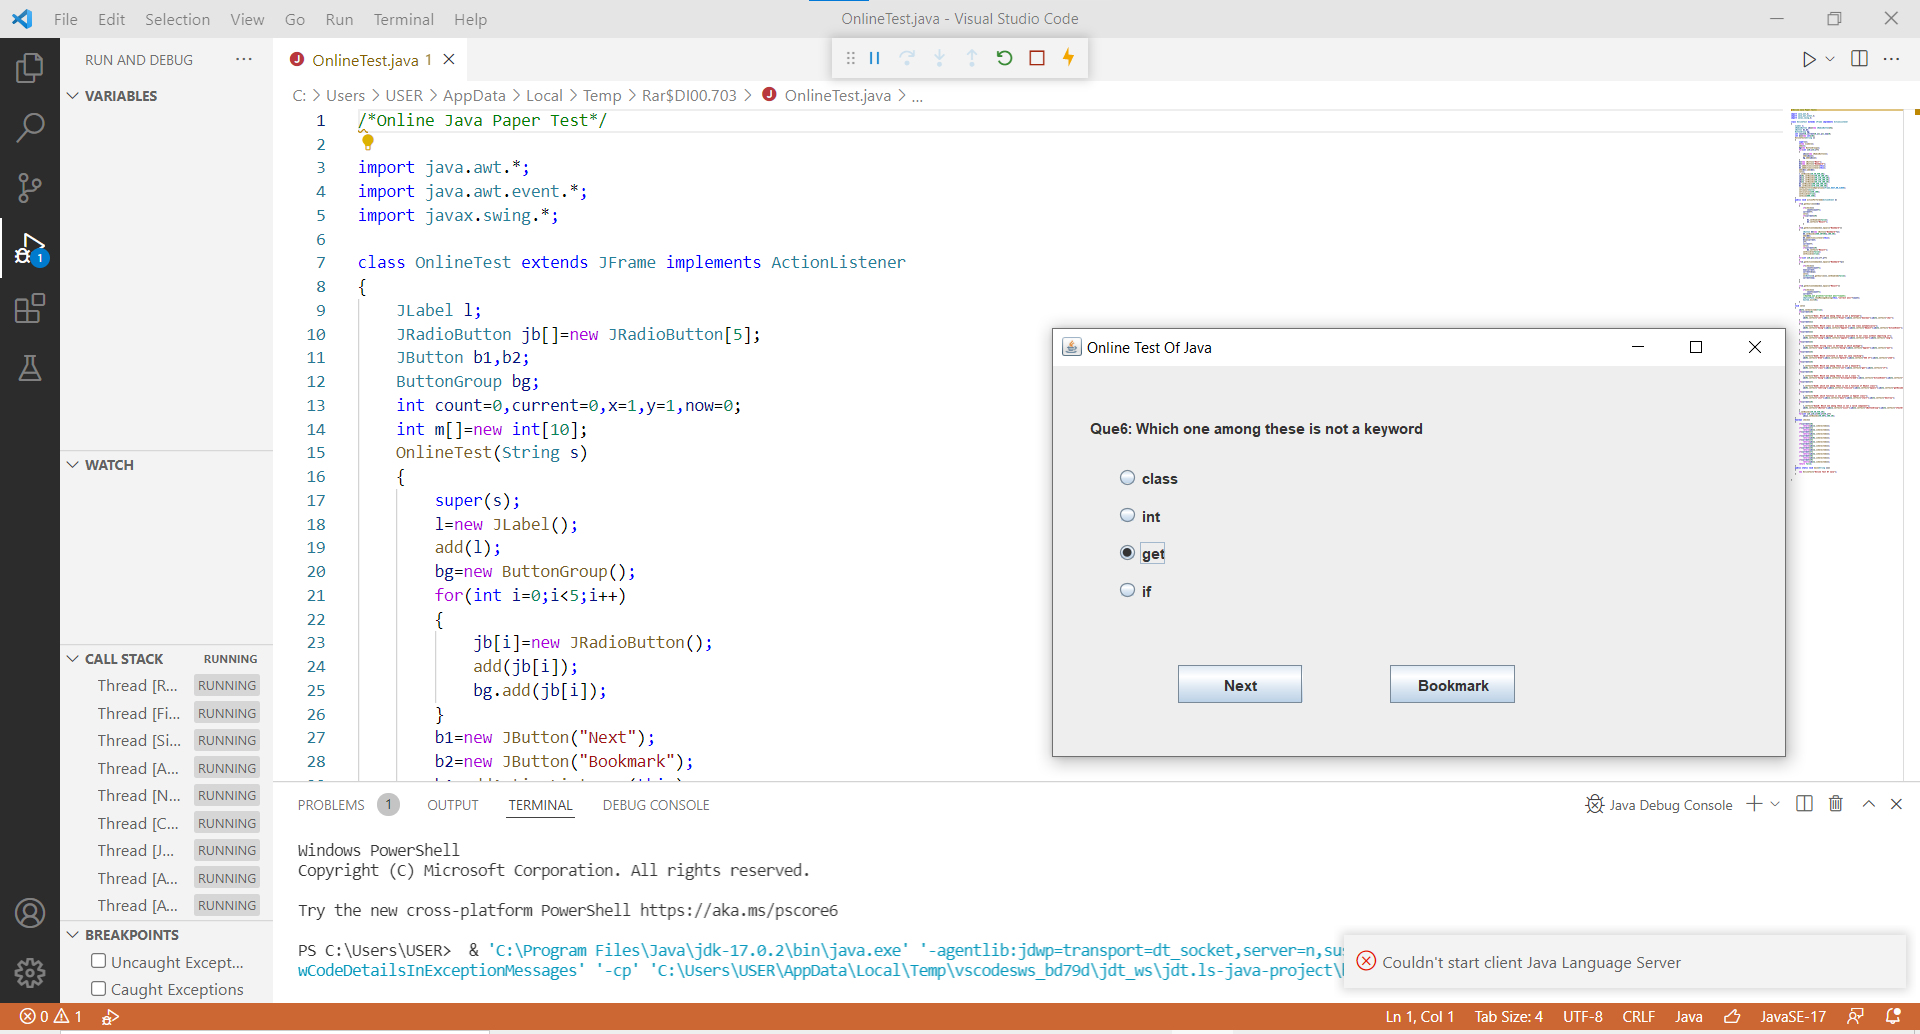 File Edit Selection View Go Run Terminal Help
OnlineTest.java - Visual Studio Code
RUN AND DEBUG
OnlineTest.java 1
VARIABLES
C: > Users > USER > AppData > Local > Temp > Rar$DI00.703 > OnlineTest.java > ...
1 /*Online Java Paper Test*/
2
3 import java.awt.*;
4 import java.awt.event.*;
5 import javax.swing.*;
6
7 class OnlineTest extends JFrame implements ActionListener
8 {
9 JLabel l;
10 JRadioButton jb[]=new JRadioButton[5];
11 JButton b1,b2;
12 ButtonGroup bg;
13 int count=0,current=0,x=1,y=1,now=0;
14 int m[]=new int[10];
15 OnlineTest(String s)
16 {
17 super(s);
18 l=new JLabel();
19 add(l);
20 bg=new ButtonGroup();
21 for(int i=0;i<5;i++)
22 {
23 jb[i]=new JRadioButton();
24 add(jb[i]);
25 bg.add(jb[i]);
26 }
27 b1=new JButton("Next");
28 b2=new JButton("Bookmark");
Online Test Of Java
Que6: Which one among these is not a keyword
class
int
get
if
Next Bookmark
1
WATCH
CALL STACK RUNNING
Thread [R... RUNNING
Thread [Fi... RUNNING
Thread [Si... RUNNING
Thread [A... RUNNING
Thread [N... RUNNING
Thread [C... RUNNING
Thread [J... RUNNING
Thread [A... RUNNING
Thread [A... RUNNING
BREAKPOINTS
Uncaught Except...
Caught Exceptions
PROBLEMS 1 OUTPUT TERMINAL DEBUG CONSOLE
Java Debug Console
Windows PowerShell
Copyright (C) Microsoft Corporation. All rights reserved.
Try the new cross-platform PowerShell https://aka.ms/pscore6
PS C:\Users\USER> & 'C:\Program Files\Java\jdk-17.0.2\bin\java.exe' '-agentlib:jdwp=transport=dt_socket,server=n,sus
wCodeDetailsInExceptionMessages' '-cp' 'C:\Users\USER\AppData\Local\Temp\vscodesws_bd79d\jdt_ws\jdt.ls-java-project\
Couldn't start client Java Language Server
0 1
Ln 1, Col 1 Tab Size: 4 UTF-8 CRLF Java JavaSE-17